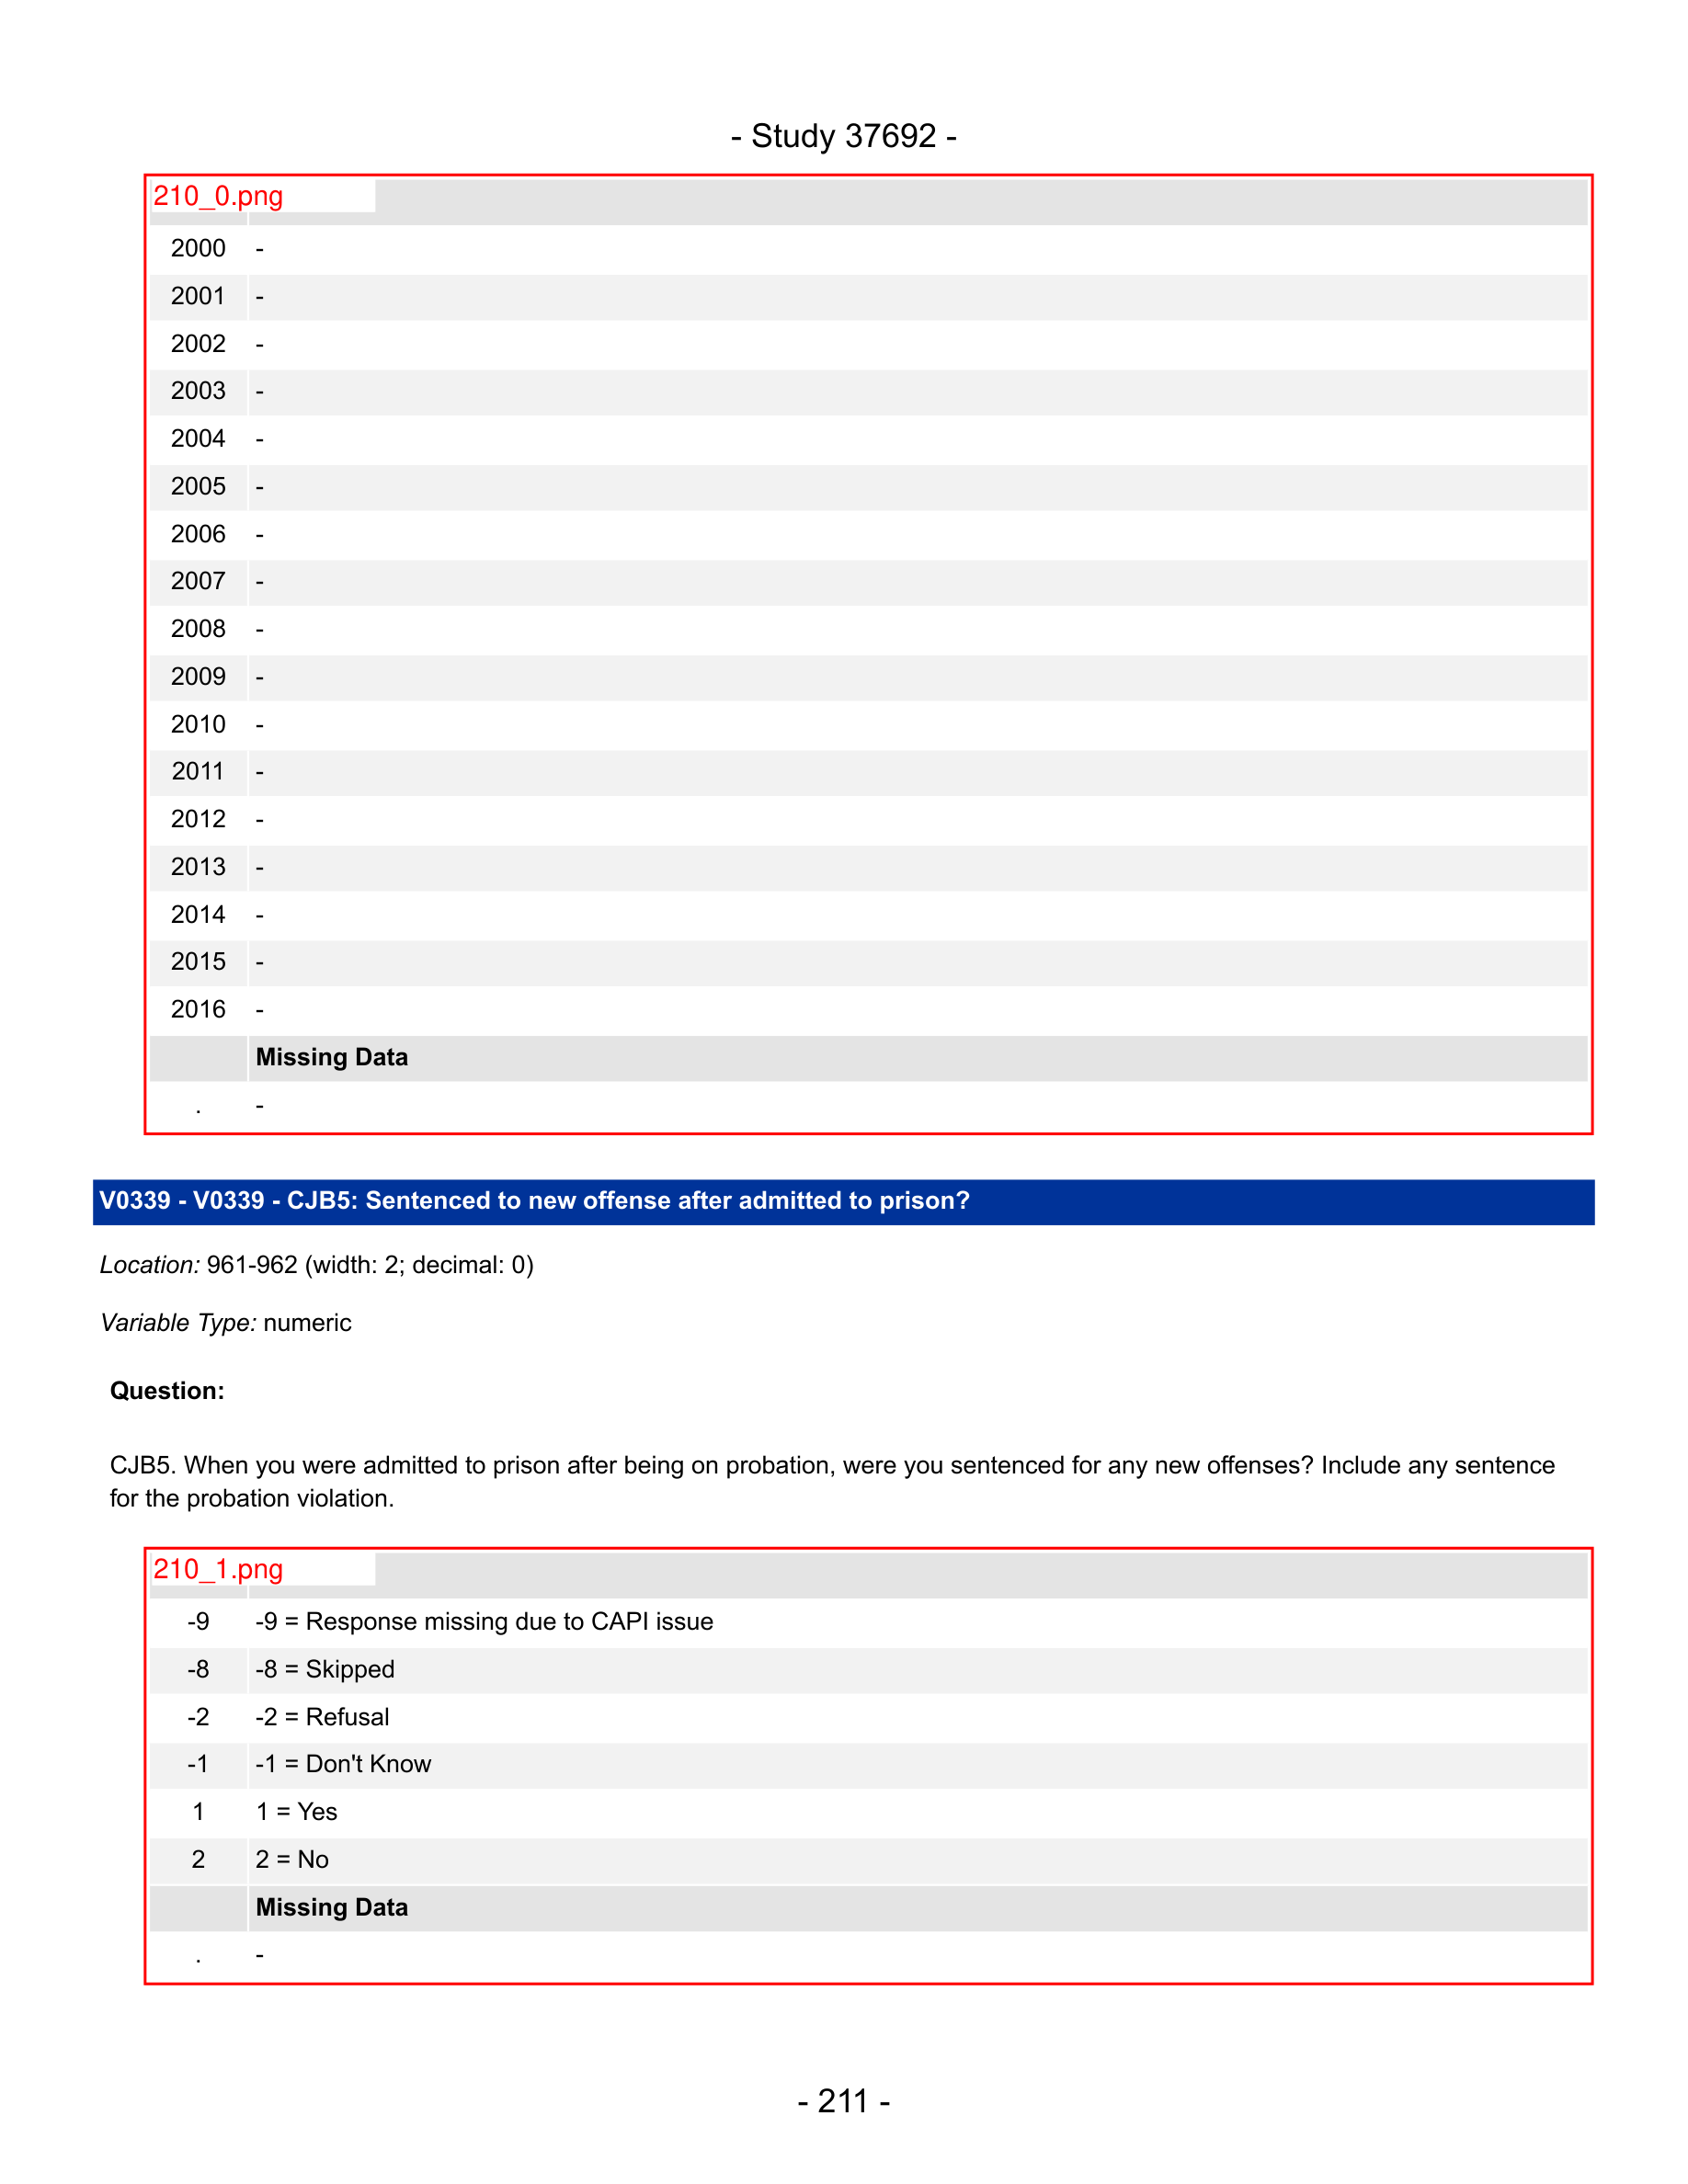 - Study 37692 -
210_0.png
2000 -
2001 -
2002 -
2003 -
2004 -
2005 -
2006 -
2007 -
2008 -
2009 -
2010 -
2011 -
2012 -
2013 -
2014 -
2015 -
2016 -
Missing Data
. -
V0339 - V0339 - CJB5: Sentenced to new offense after admitted to prison?
Location: 961-962 (width: 2; decimal: 0)
Variable Type: numeric
Question:
CJB5. When you were admitted to prison after being on probation, were you sentenced for any new offenses? Include any sentence
for the probation violation.
210_1.png
-9 -9 = Response missing due to CAPI issue
-8 -8 = Skipped
-2 -2 = Refusal
-1 -1 = Don't Know
1 1 = Yes
2 2 = No
Missing Data
. -
- 211 -